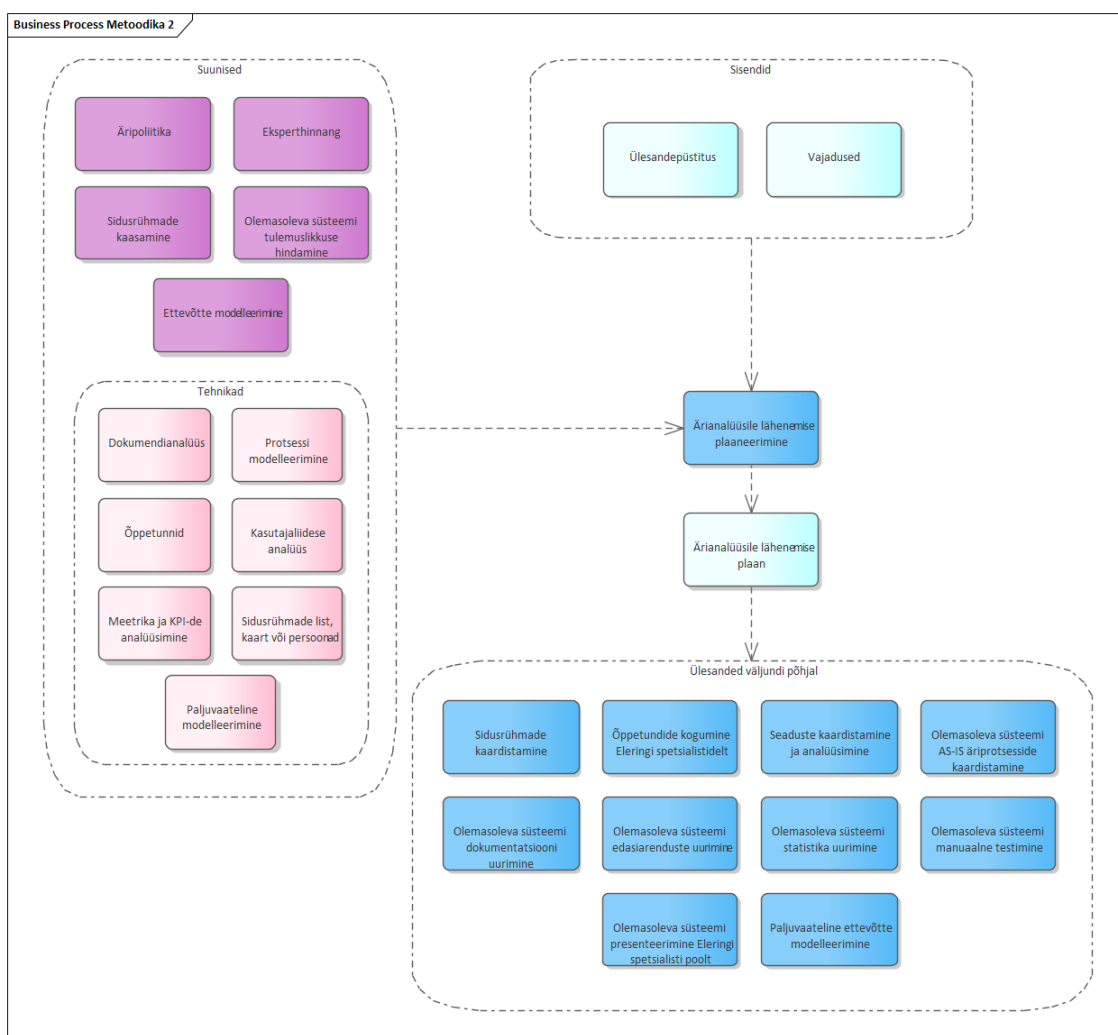 Business Process Metoodika 2
Suunised
Äripoliitika
Eksperthinnang
Sidusrühmade
kaasamine
Olemasoleva süsteemi
tulemuslikkuse
hindamine
Ettevõtte modelleerimine
Tehnikad
Dokumendianalüüs
Protsessi
modelleerimine
Õppetunnid
Kasutajaliidese
analüüs
Meetrika ja KPI-de
analüüsimine
Sidusrühmade list,
kaart või persoonad
Paljuvaateline
modelleerimine
Sisendid
Ülesandepüstitus
Vajadused
Ärianalüüsile lähenemise
plaaneerimine
Ärianalüüsile lähenemise
plaan
Ülesanded väljundi põhjal
Sidusrühmade
kaardistamine
Õppetundide kogumine
Eleringi spetsialistidelt
Seaduste kaardistamine
ja analüüsimine
Olemasoleva süsteemi
AS-IS äriprotsesside
kaardistamine
Olemasoleva süsteemi
dokumentatsiooni
uurimine
Olemasoleva süsteemi
edasiarenduste uurimine
Olemasoleva süsteemi
statistika uurimine
Olemasoleva süsteemi
manuaalne testimine
Olemasoleva süsteemi
presenteerimine Eleringi
spetsialisti poolt
Paljuvaateline ettevõtte
modelleerimine